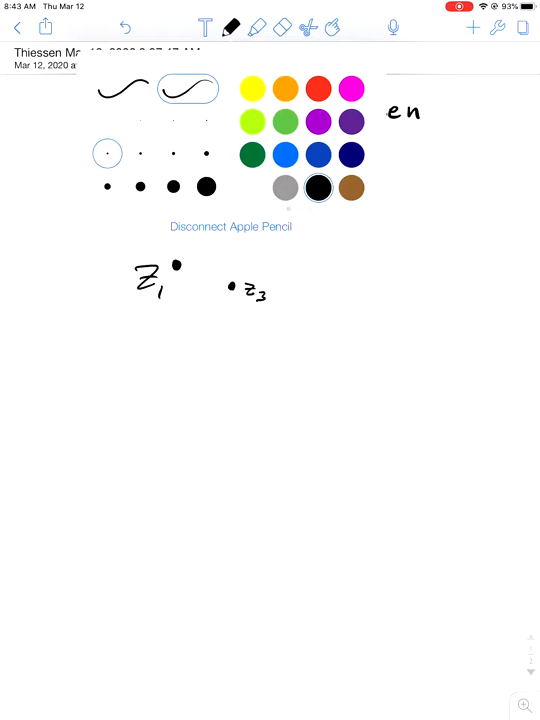 8:43 AM Thu Mar 12
93%
Thiessen
Mar 12, 2020
en
Disconnect Apple Pencil
Z1
Z3